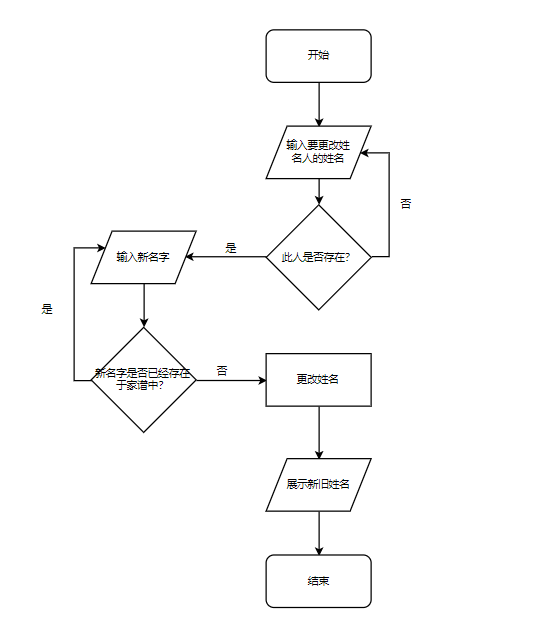 开始
输入要更改姓
名人的姓名
否
此人是否存在？
是
输入新名字
是
新名字是否已经存在
于家谱中？
否
更改姓名
展示新旧姓名
结束